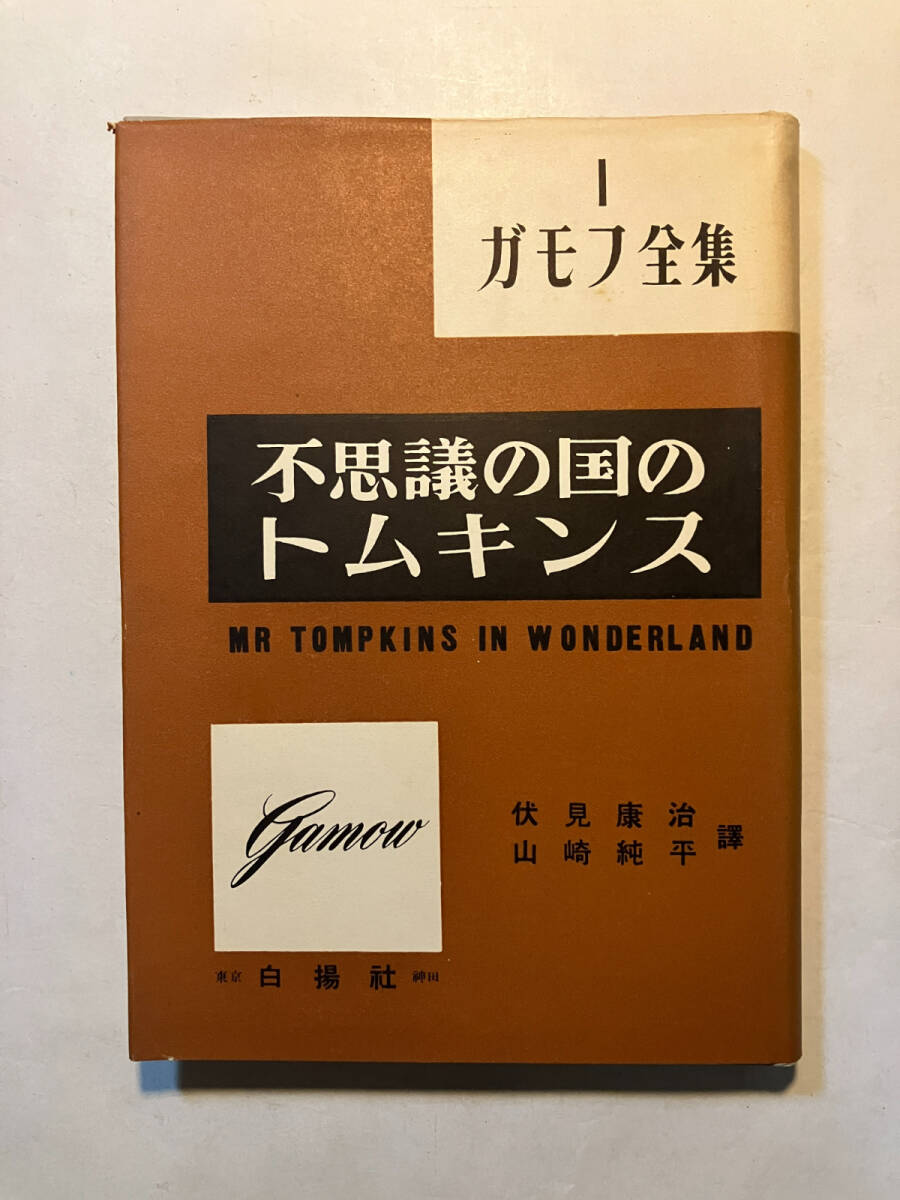 1
ガモフ全集
不思議の国の
トムキンス
MR TOMPKINS IN WONDERLAND
Gamow
伏見康治
山崎純平 譯
東京 白揚社 神田